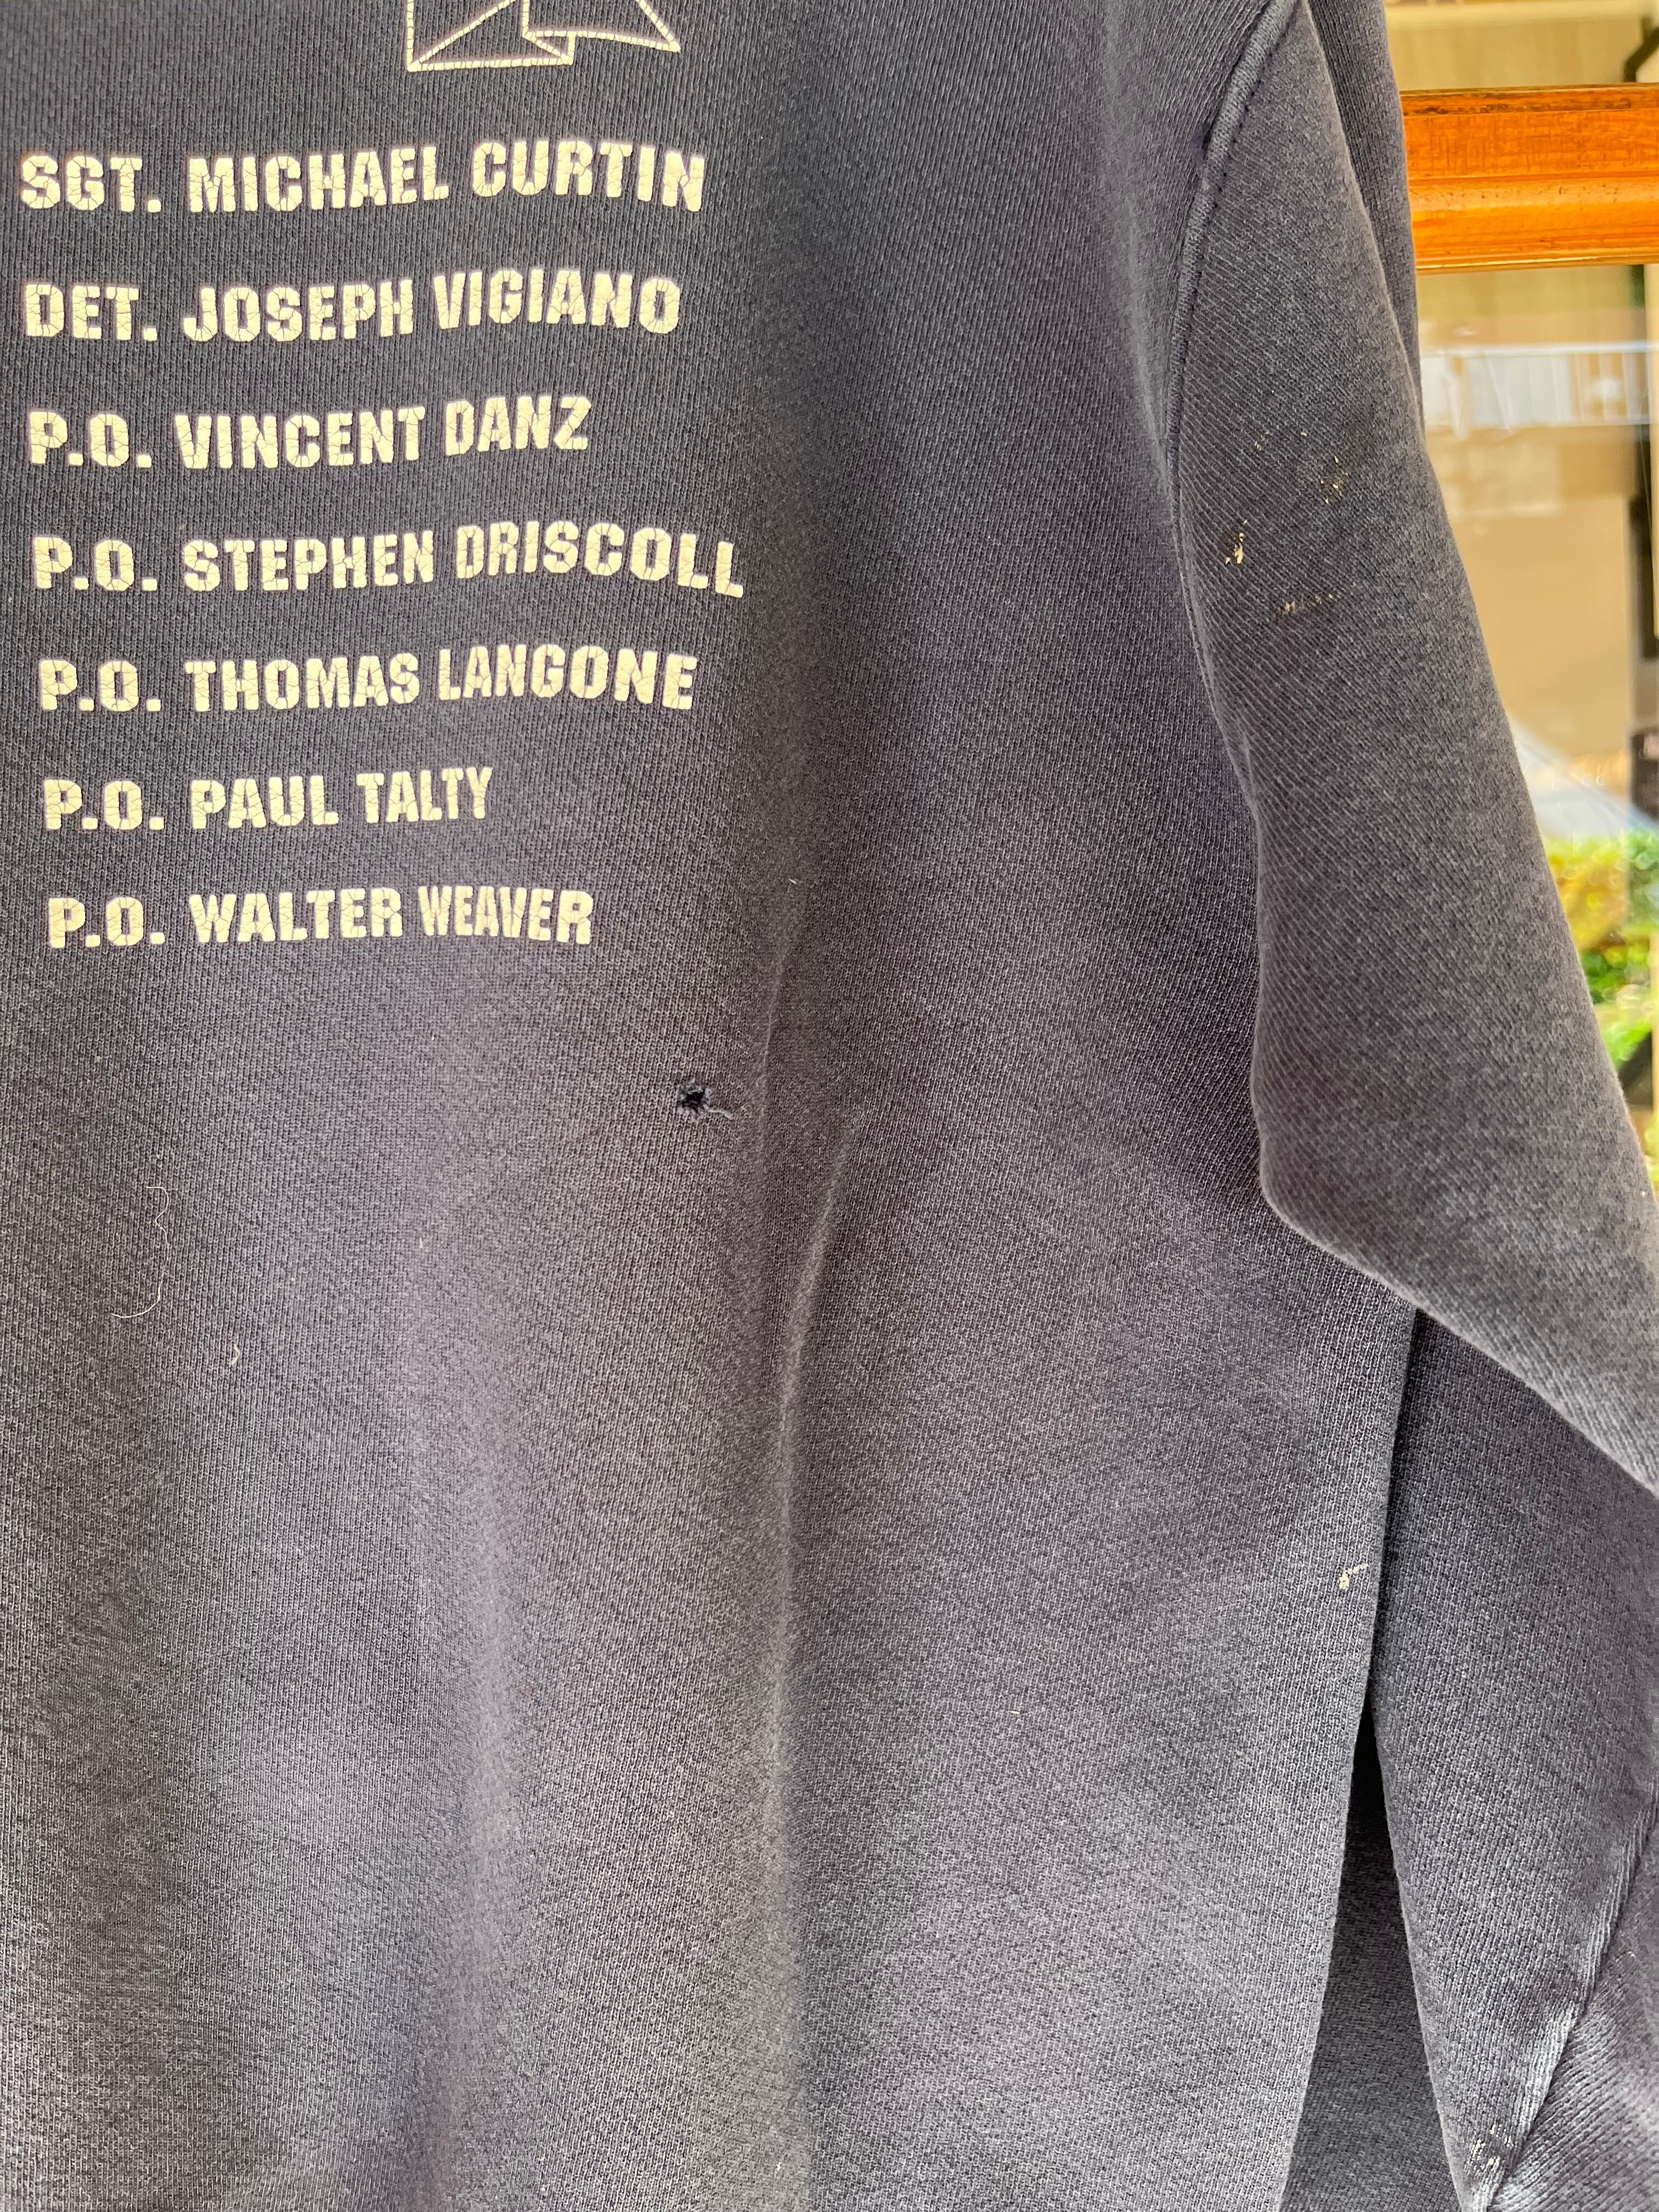 SGT. MICHAEL CURTIN
DET. JOSEPH VIGIANO
P.O. VINCENT DANZ
P.O. STEPHEN DRISCOLL
P.O. THOMAS LANGONE
P.O. PAUL TALTY
P.O. WALTER WEAVER